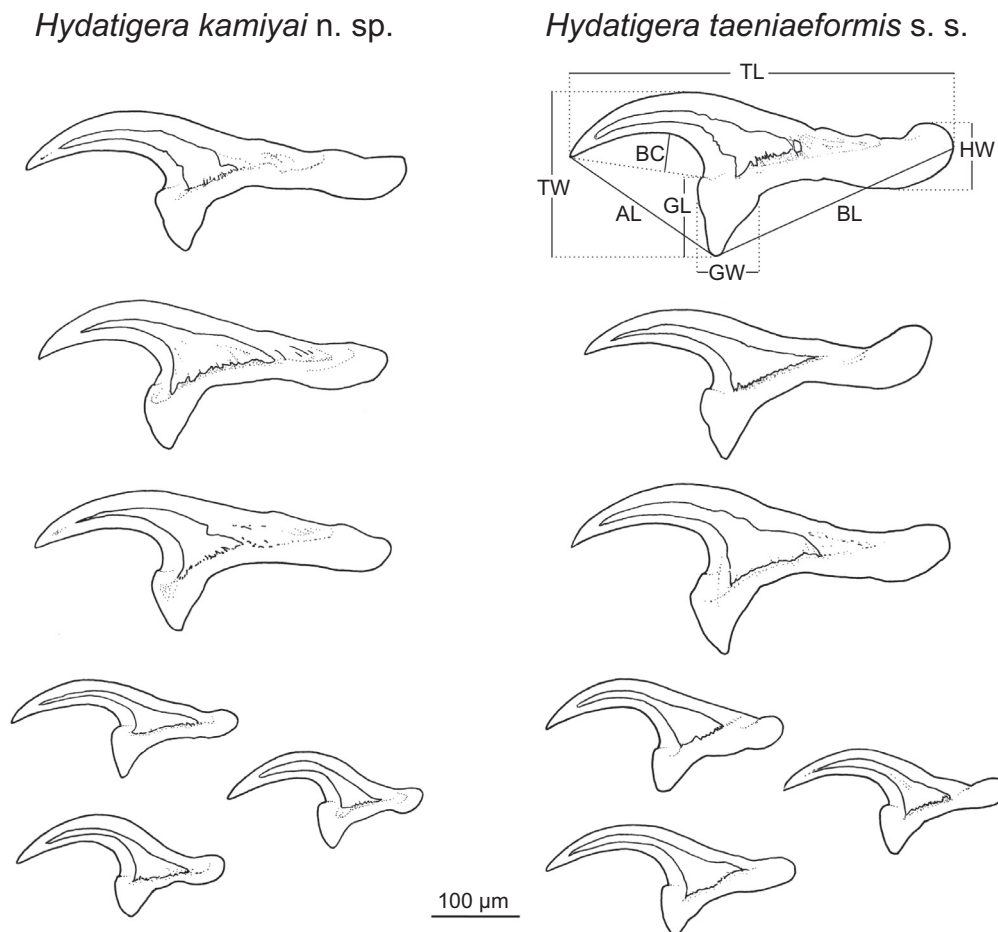 Hydatigera kamiyai n. sp.
Hydatigera taeniaeformis s. s.
TL
BC
HW
TW
GL
AL
BL
GW
100 µm